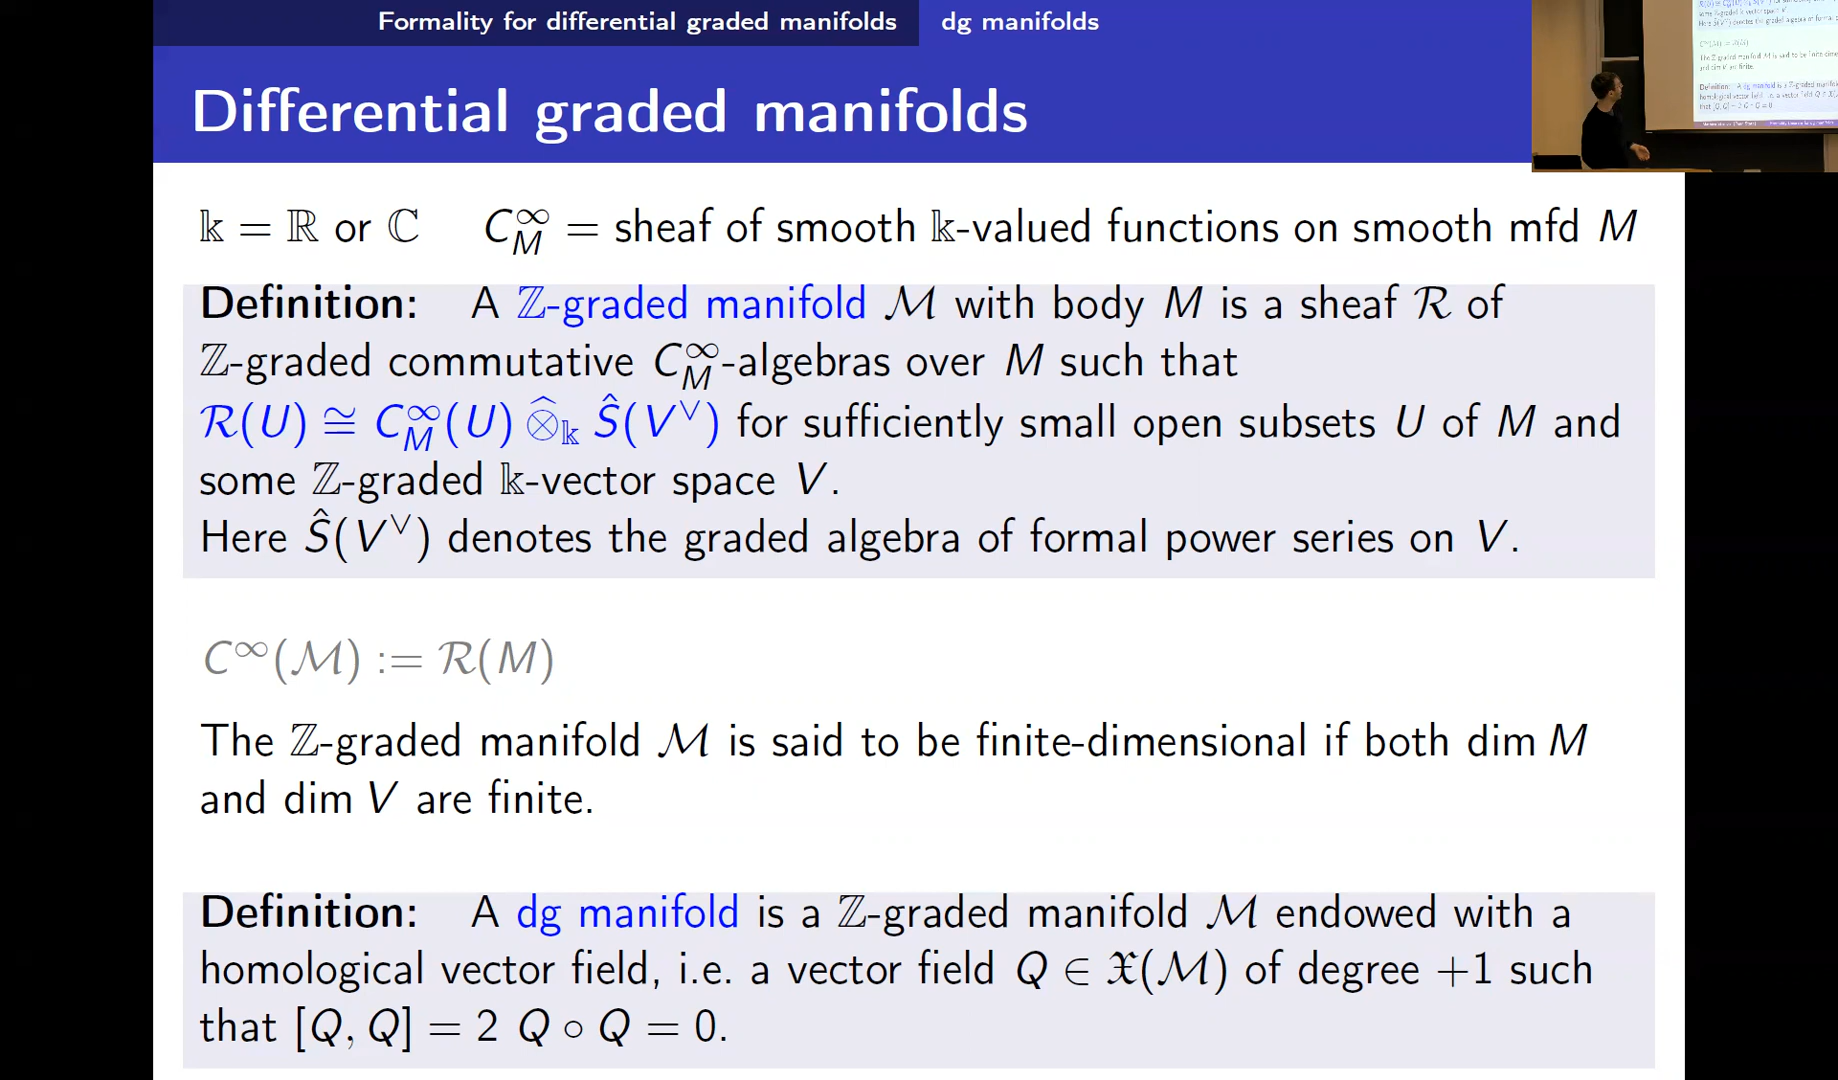 Formality for differential graded manifolds dg manifolds
Differential graded manifolds
𝕜 = ℝ or ℂ C_M^∞ = sheaf of smooth 𝕜-valued functions on smooth mfd M
Definition: A ℤ-graded manifold ℳ with body M is a sheaf ℛ of
ℤ-graded commutative C_M^∞-algebras over M such that
ℛ(U) ≅ C_M^∞(U) ⊗̂_𝕜 Ŝ(V^∨) for sufficiently small open subsets U of M and
some ℤ-graded 𝕜-vector space V.
Here Ŝ(V^∨) denotes the graded algebra of formal power series on V.
C^∞(ℳ) := ℛ(M)
The ℤ-graded manifold ℳ is said to be finite-dimensional if both dim M
and dim V are finite.
Definition: A dg manifold is a ℤ-graded manifold ℳ endowed with a
homological vector field, i.e. a vector field Q ∈ 𝔛(ℳ) of degree +1 such
that [Q, Q] = 2 Q ∘ Q = 0.